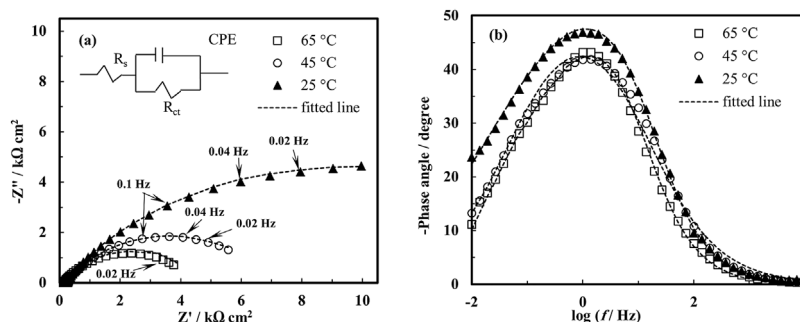 (a)
CPE
Rs
Rct
65 °C
45 °C
25 °C
fitted line
0.1 Hz
0.04 Hz
0.02 Hz
0.04 Hz
0.02 Hz
0.02 Hz
10
8
6
4
2
0
0 2 4 6 8 10
-Z'' / kΩ cm2
Z' / kΩ cm2
(b)
65 °C
45 °C
25 °C
fitted line
50
40
30
20
10
0
-2 0 2
-Phase angle / degree
log (f / Hz)